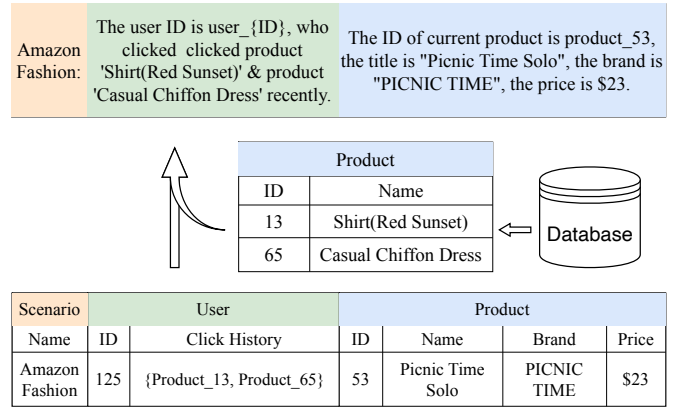 Amazon
Fashion:
The user ID is user_{ID}, who
clicked clicked product
'Shirt(Red Sunset)' & product
'Casual Chiffon Dress' recently.
The ID of current product is product_53,
the title is "Picnic Time Solo", the brand is
"PICNIC TIME", the price is $23.
Product
ID Name
13 Shirt(Red Sunset)
65 Casual Chiffon Dress
Database
Scenario User Product
Name ID Click History ID Name Brand Price
Amazon
Fashion
125 {Product_13, Product_65} 53
Picnic Time
Solo
PICNIC
TIME
$23